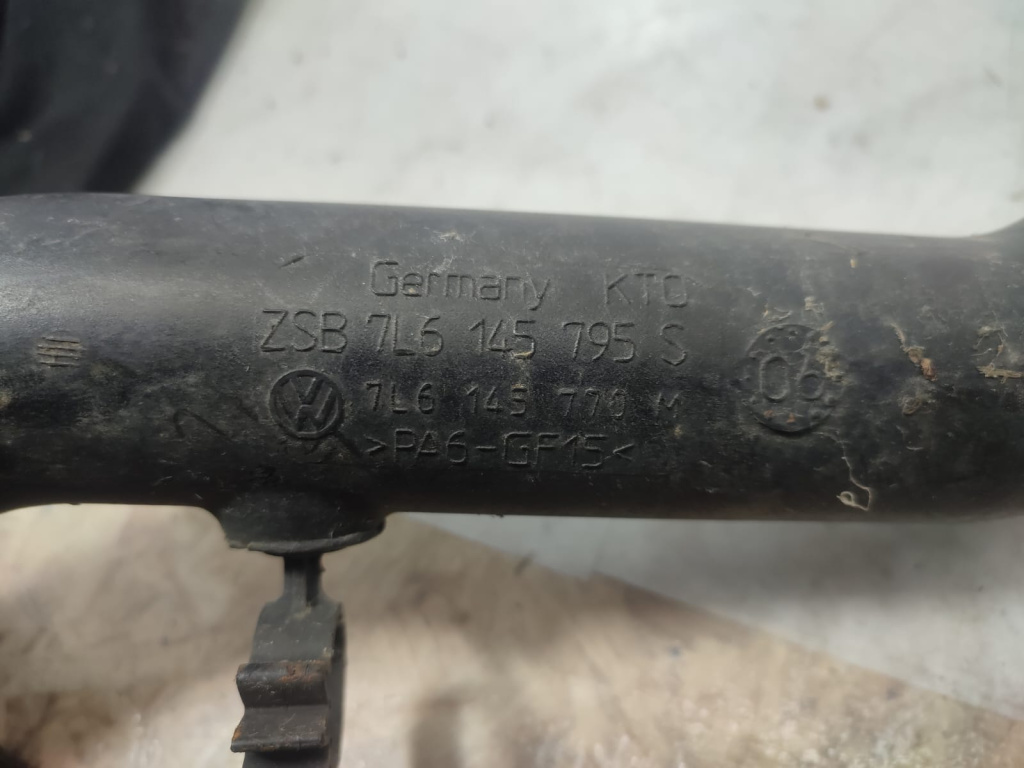 Germany KTO
ZSB 7L6 145 795 S
7L6 145 770 M
>PA6-GF15<
06